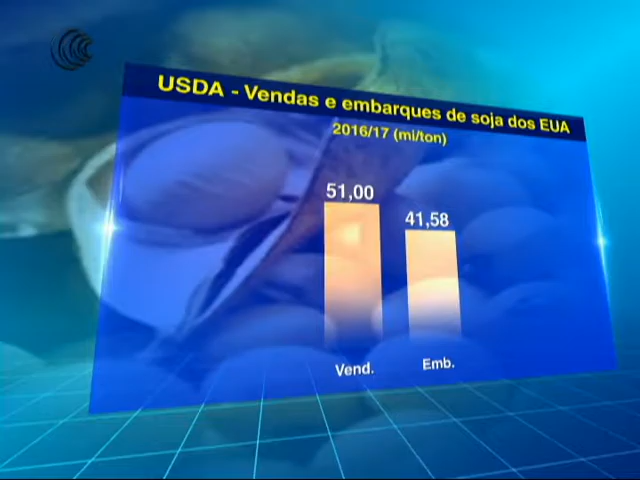 USDA - Vendas e embarques de soja dos EUA
2016/17 (mi/ton)
51,00
41,58
Vend.
Emb.